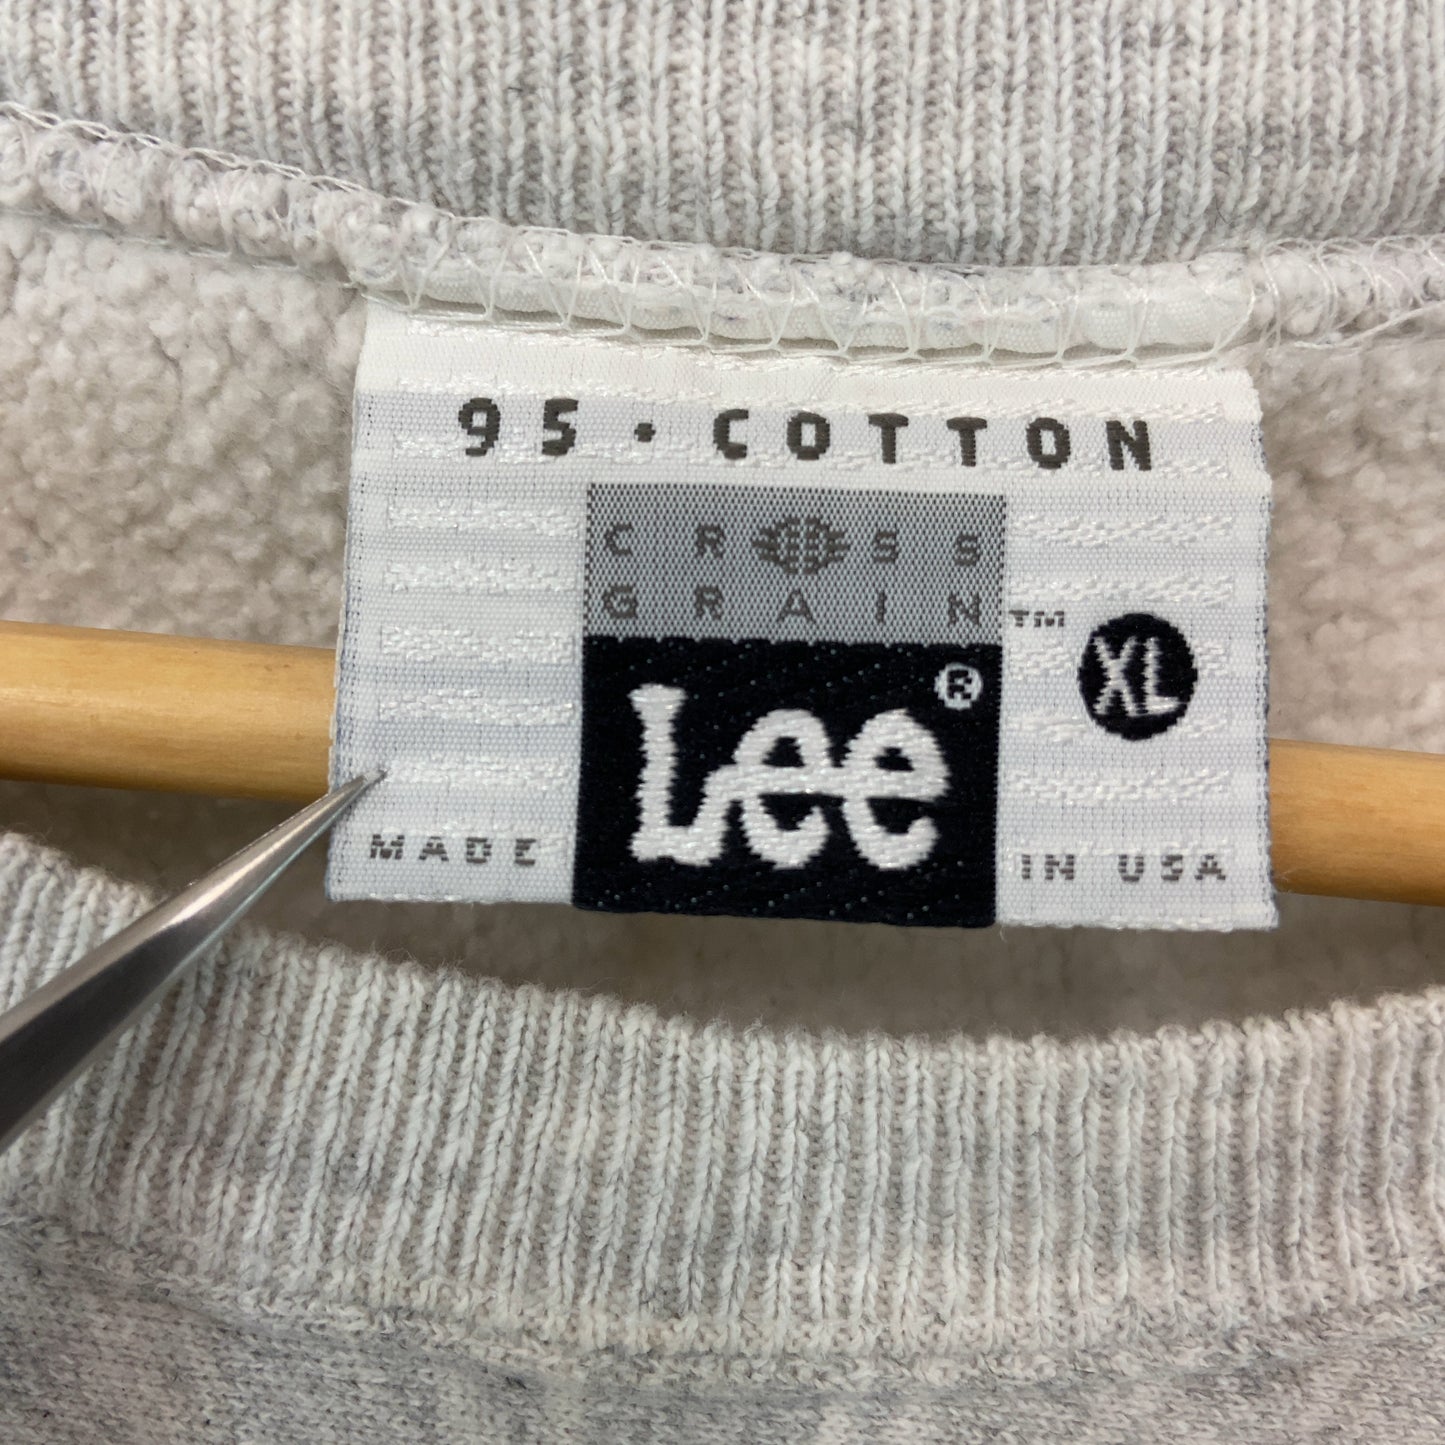 95 · COTTON
CROSS
GRAIN™
Lee®
XL
MADE IN USA